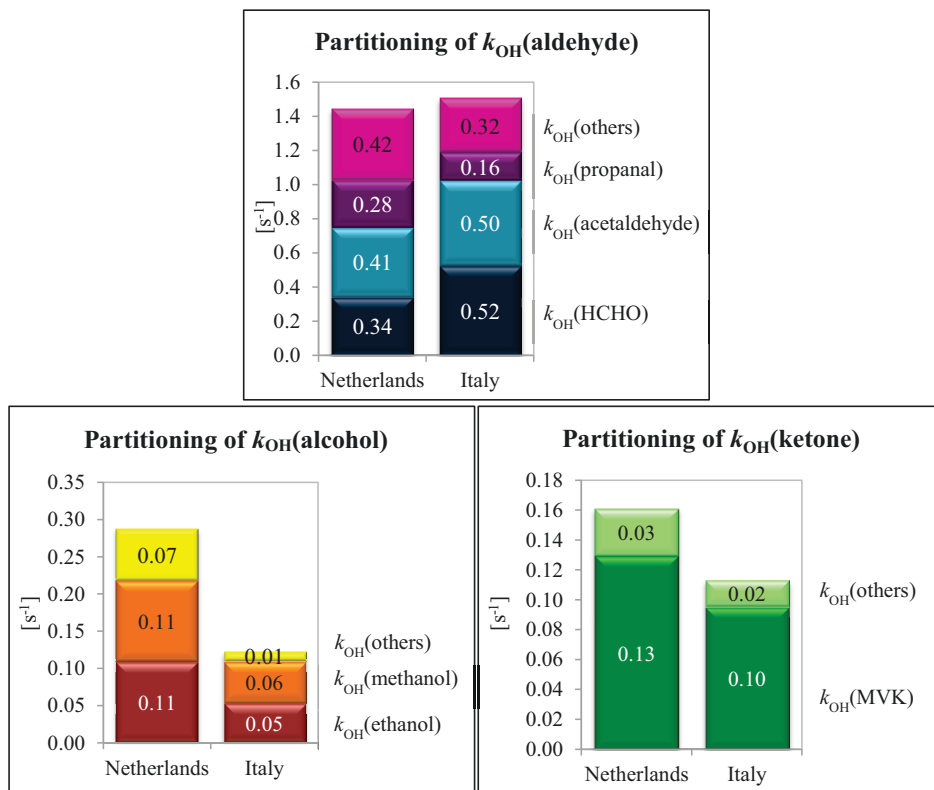 Partitioning of kOH(aldehyde)
[s-1]
1.6
1.4
1.2
1.0
0.8
0.6
0.4
0.2
0.0
0.42
0.28
0.41
0.34
0.32
0.16
0.50
0.52
kOH(others)
kOH(propanal)
kOH(acetaldehyde)
kOH(HCHO)
Netherlands Italy
Partitioning of kOH(alcohol)
[s-1]
0.35
0.30
0.25
0.20
0.15
0.10
0.05
0.00
0.07
0.11
0.11
0.01
0.06
0.05
kOH(others)
kOH(methanol)
kOH(ethanol)
Netherlands Italy
Partitioning of kOH(ketone)
[s-1]
0.18
0.16
0.14
0.12
0.10
0.08
0.06
0.04
0.02
0.00
0.03
0.13
0.02
0.10
kOH(others)
kOH(MVK)
Netherlands Italy